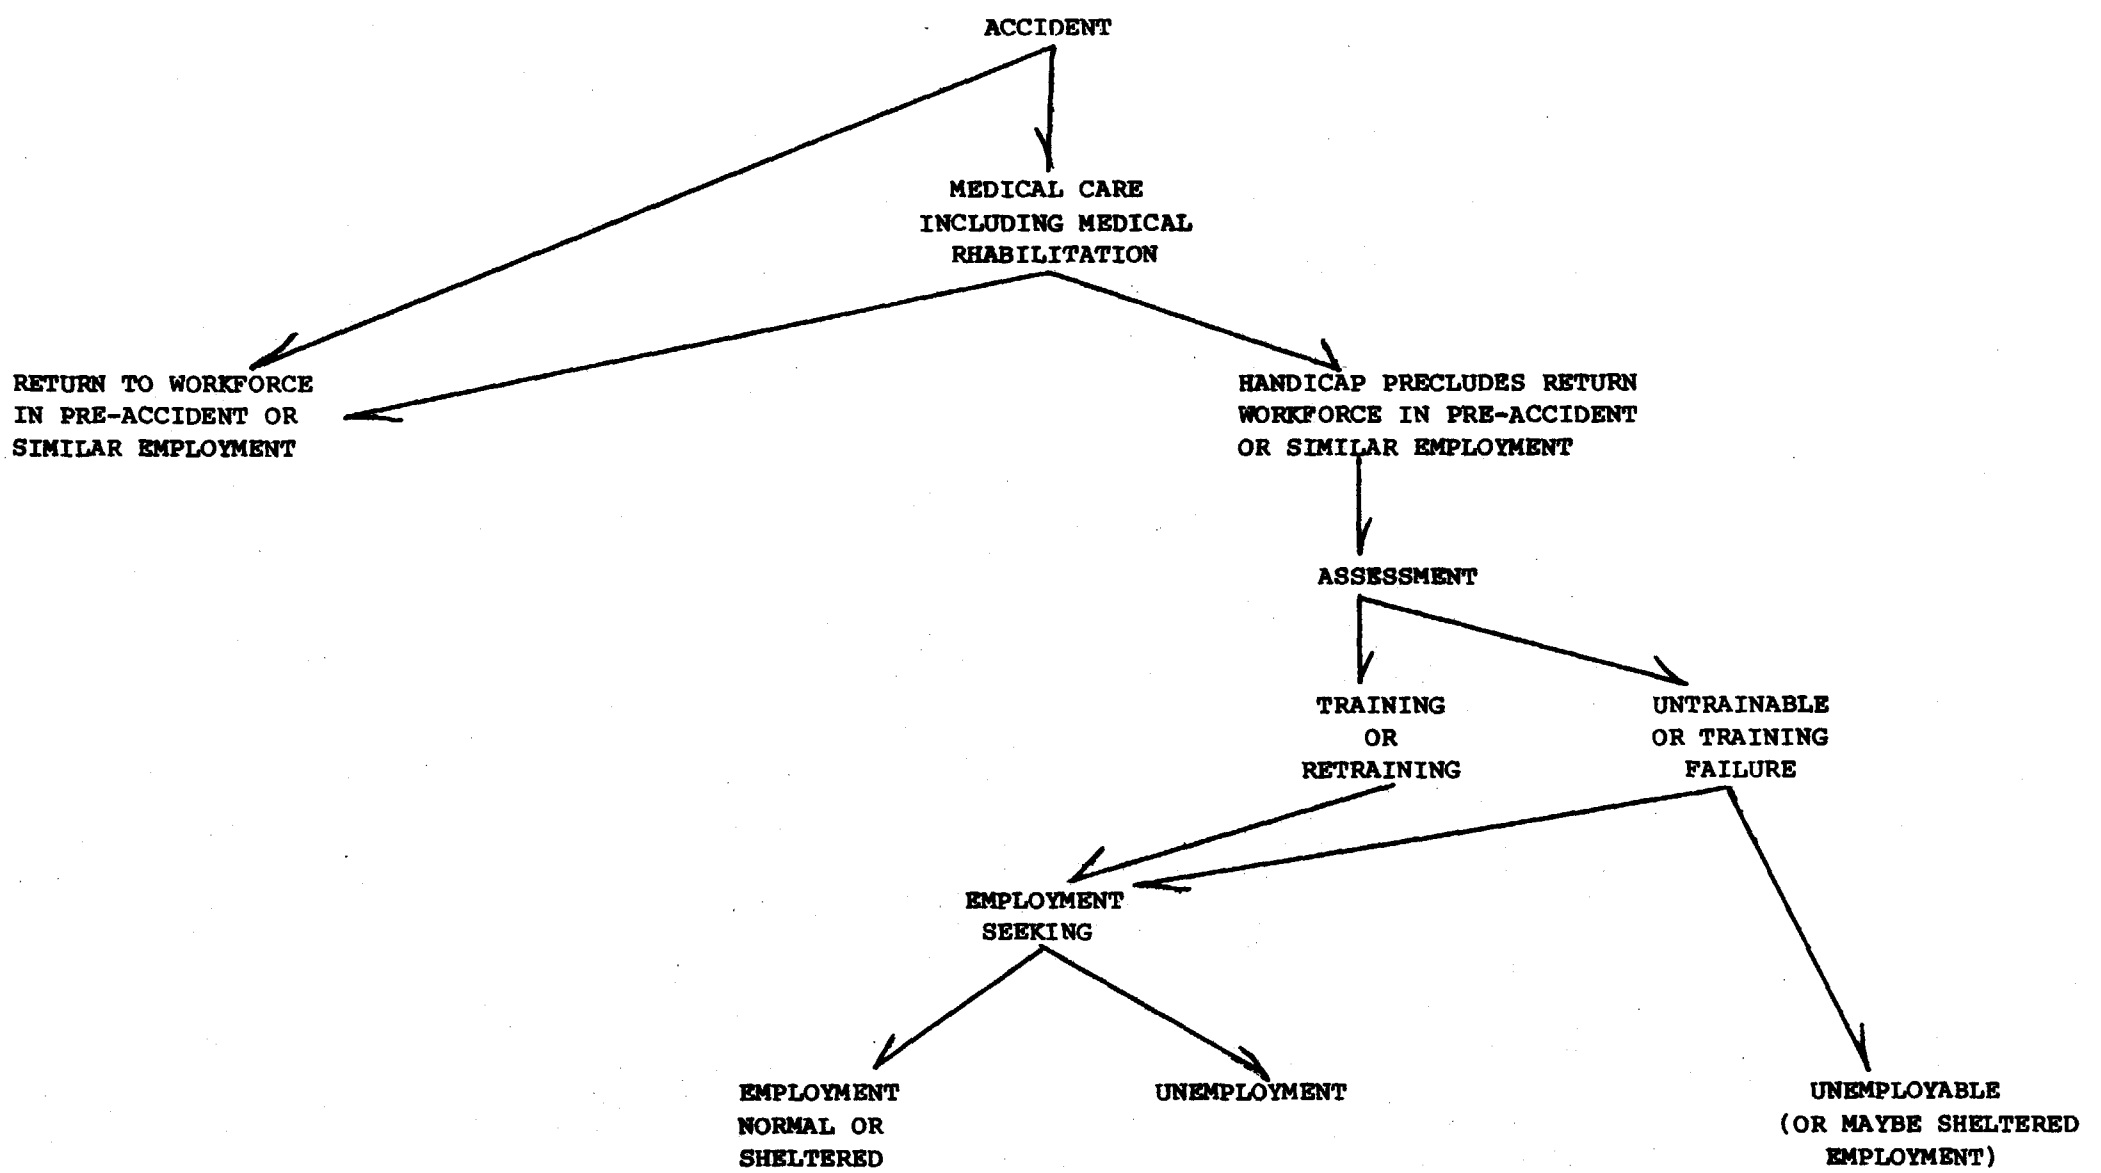 ACCIDENT
MEDICAL CARE
INCLUDING MEDICAL
RHABILITATION
RETURN TO WORKFORCE
IN PRE-ACCIDENT OR
SIMILAR EMPLOYMENT
HANDICAP PRECLUDES RETURN
WORKFORCE IN PRE-ACCIDENT
OR SIMILAR EMPLOYMENT
ASSESSMENT
TRAINING
OR
RETRAINING
UNTRAINABLE
OR TRAINING
FAILURE
EMPLOYMENT
SEEKING
EMPLOYMENT
NORMAL OR
SHELTERED
UNEMPLOYMENT
UNEMPLOYABLE
(OR MAYBE SHELTERED
EMPLOYMENT)